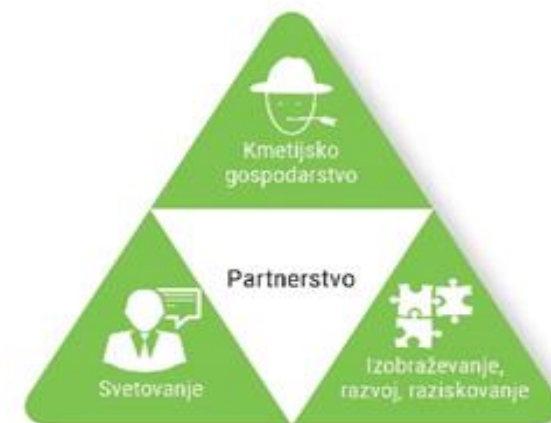 Kmetijsko
gospodarstvo
Partnerstvo
Svetovanje
Izobraževanje,
razvoj, raziskovanje